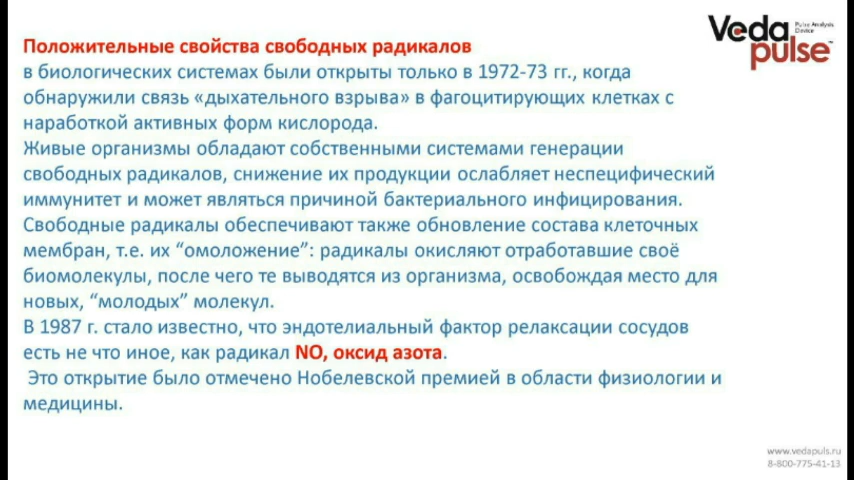 Veda
Pulse Analysis
Device
pulse™
Положительные свойства свободных радикалов
в биологических системах были открыты только в 1972-73 гг., когда
обнаружили связь «дыхательного взрыва» в фагоцитирующих клетках с
наработкой активных форм кислорода.
Живые организмы обладают собственными системами генерации
свободных радикалов, снижение их продукции ослабляет неспецифический
иммунитет и может являться причиной бактериального инфицирования.
Свободные радикалы обеспечивают также обновление состава клеточных
мембран, т.е. их “омоложение”: радикалы окисляют отработавшие своё
биомолекулы, после чего те выводятся из организма, освобождая место для
новых, “молодых” молекул.
В 1987 г. стало известно, что эндотелиальный фактор релаксации сосудов
есть не что иное, как радикал NO, оксид азота.
Это открытие было отмечено Нобелевской премией в области физиологии и
медицины.
www.vedapuls.ru
8-800-775-41-13